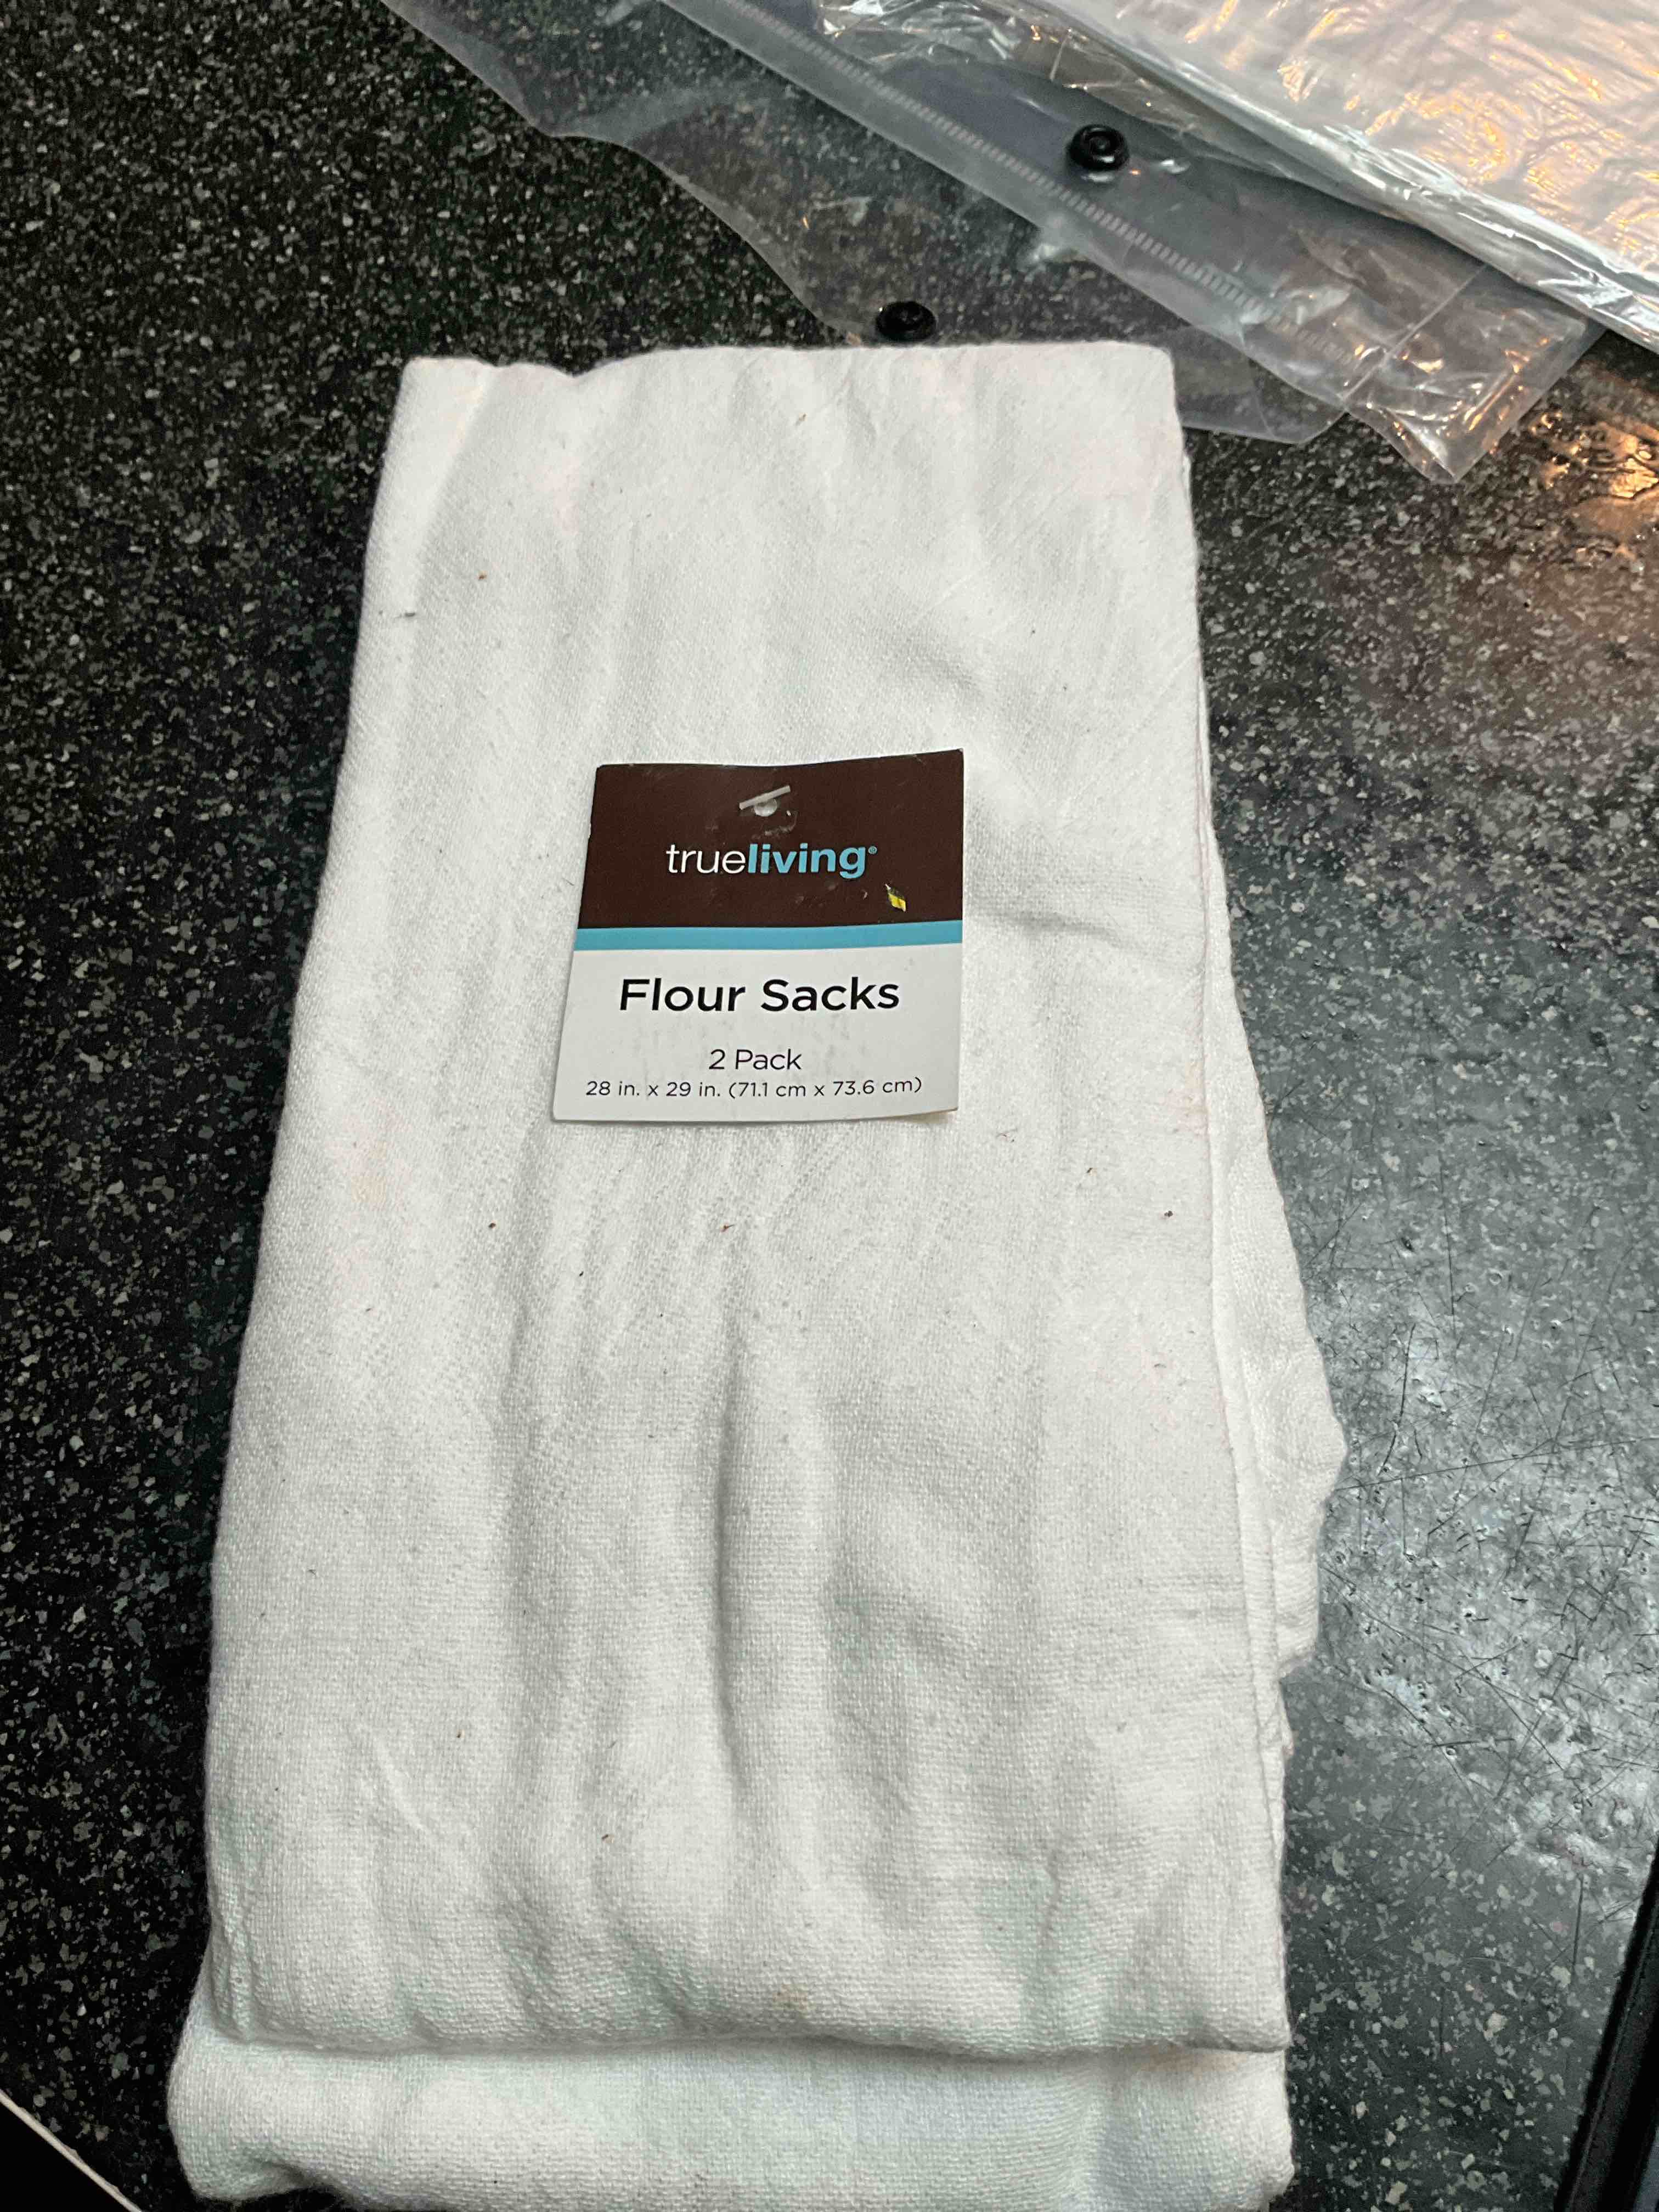 trueliving®
Flour Sacks
2 Pack
28 in. x 29 in. (71.1 cm x 73.6 cm)